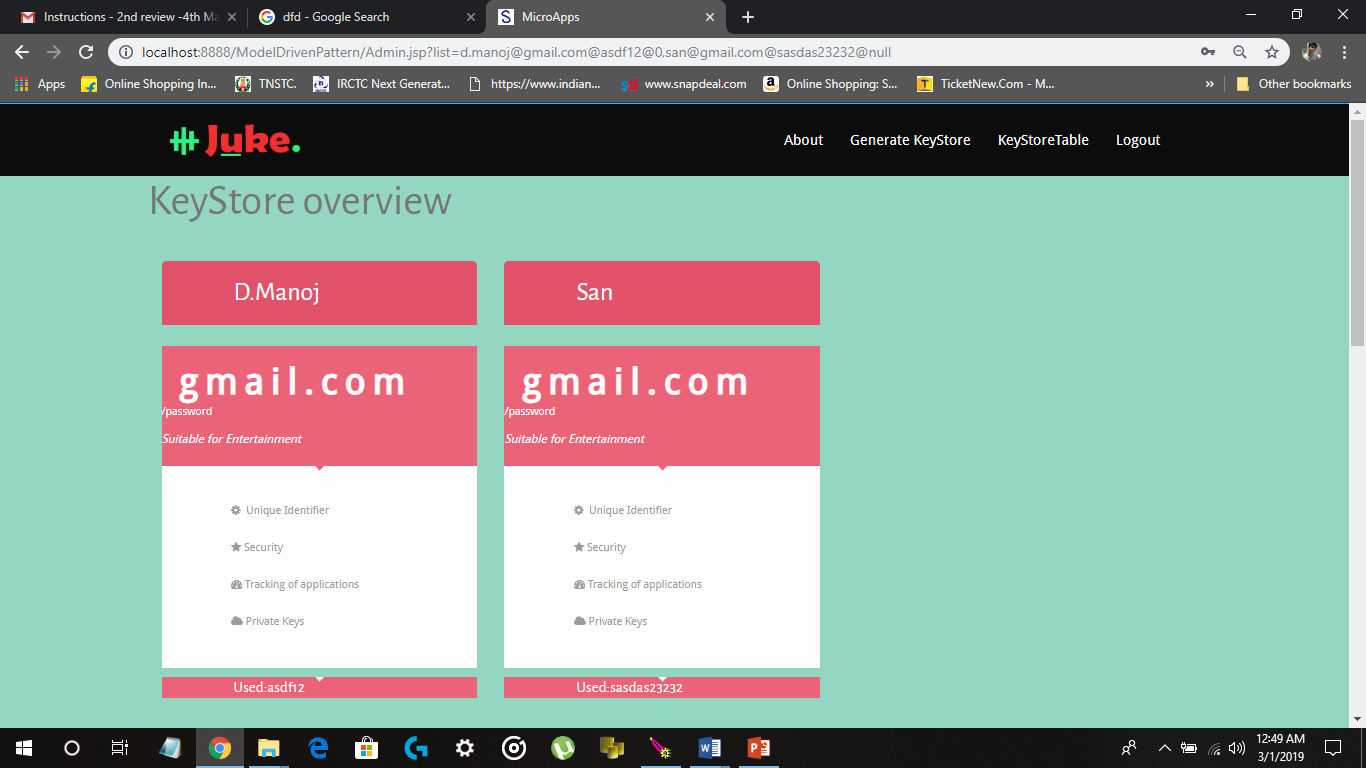 Instructions - 2nd review -4th Ma
dfd - Google Search
MicroApps
localhost:8888/ModelDrivenPattern/Admin.jsp?list=d.manoj@gmail.com@asdf12@0,san@gmail.com@sasdas23232@null
Apps Online Shopping In... TNSTC. IRCTC Next Generat... https://www.indian... www.snapdeal.com Online Shopping: S... TicketNew.Com - M... » Other bookmarks
Juke. About Generate KeyStore KeyStoreTable Logout
KeyStore overview
D.Manoj
gmail.com
/password
Suitable for Entertainment
Unique Identifier
Security
Tracking of applications
Private Keys
Used:asdf12
San
gmail.com
/password
Suitable for Entertainment
Unique Identifier
Security
Tracking of applications
Private Keys
Used:sasdas23232
12:49 AM
3/1/2019